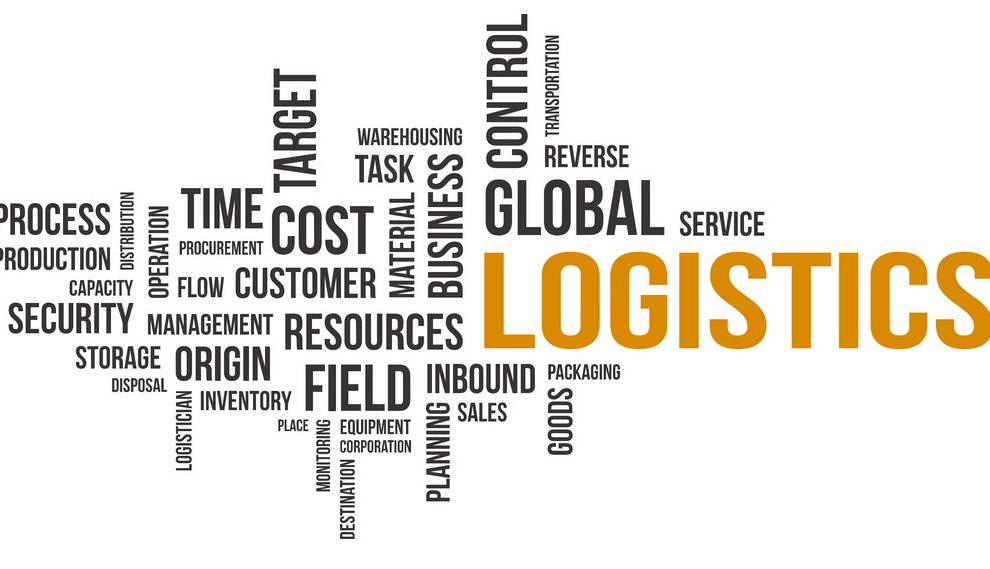 CONTROL
TRANSPORTATION
TARGET
WAREHOUSING
TASK
REVERSE
BUSINESS
GLOBAL
SERVICE
PROCESS
DISTRIBUTION
TIME
COST
MATERIAL
OPERATION
PROCUREMENT
PRODUCTION
LOGISTICS
CAPACITY
FLOW
CUSTOMER
SECURITY
MANAGEMENT
RESOURCES
STORAGE
ORIGIN
FIELD
INBOUND
PACKAGING
DISPOSAL
LOGISTICIAN
INVENTORY
SALES
GOODS
PLACE
MONITORING
EQUIPMENT
CORPORATION
PLANNING
DESTINATION